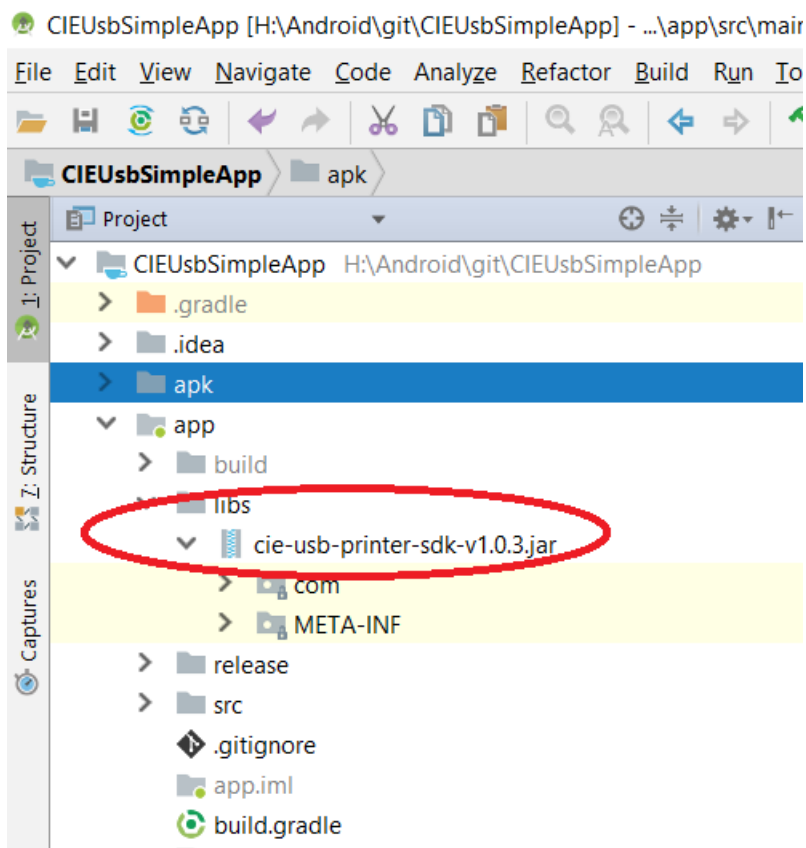 CIEUsbSimpleApp [H:\Android\git\CIEUsbSimpleApp] - ...\app\src\main
File Edit View Navigate Code Analyze Refactor Build Run To
CIEUsbSimpleApp apk
Project
1: Project
CIEUsbSimpleApp H:\Android\git\CIEUsbSimpleApp
.gradle
.idea
apk
app
build
libs
cie-usb-printer-sdk-v1.0.3.jar
com
META-INF
release
src
.gitignore
app.iml
build.gradle
7: Structure
Captures